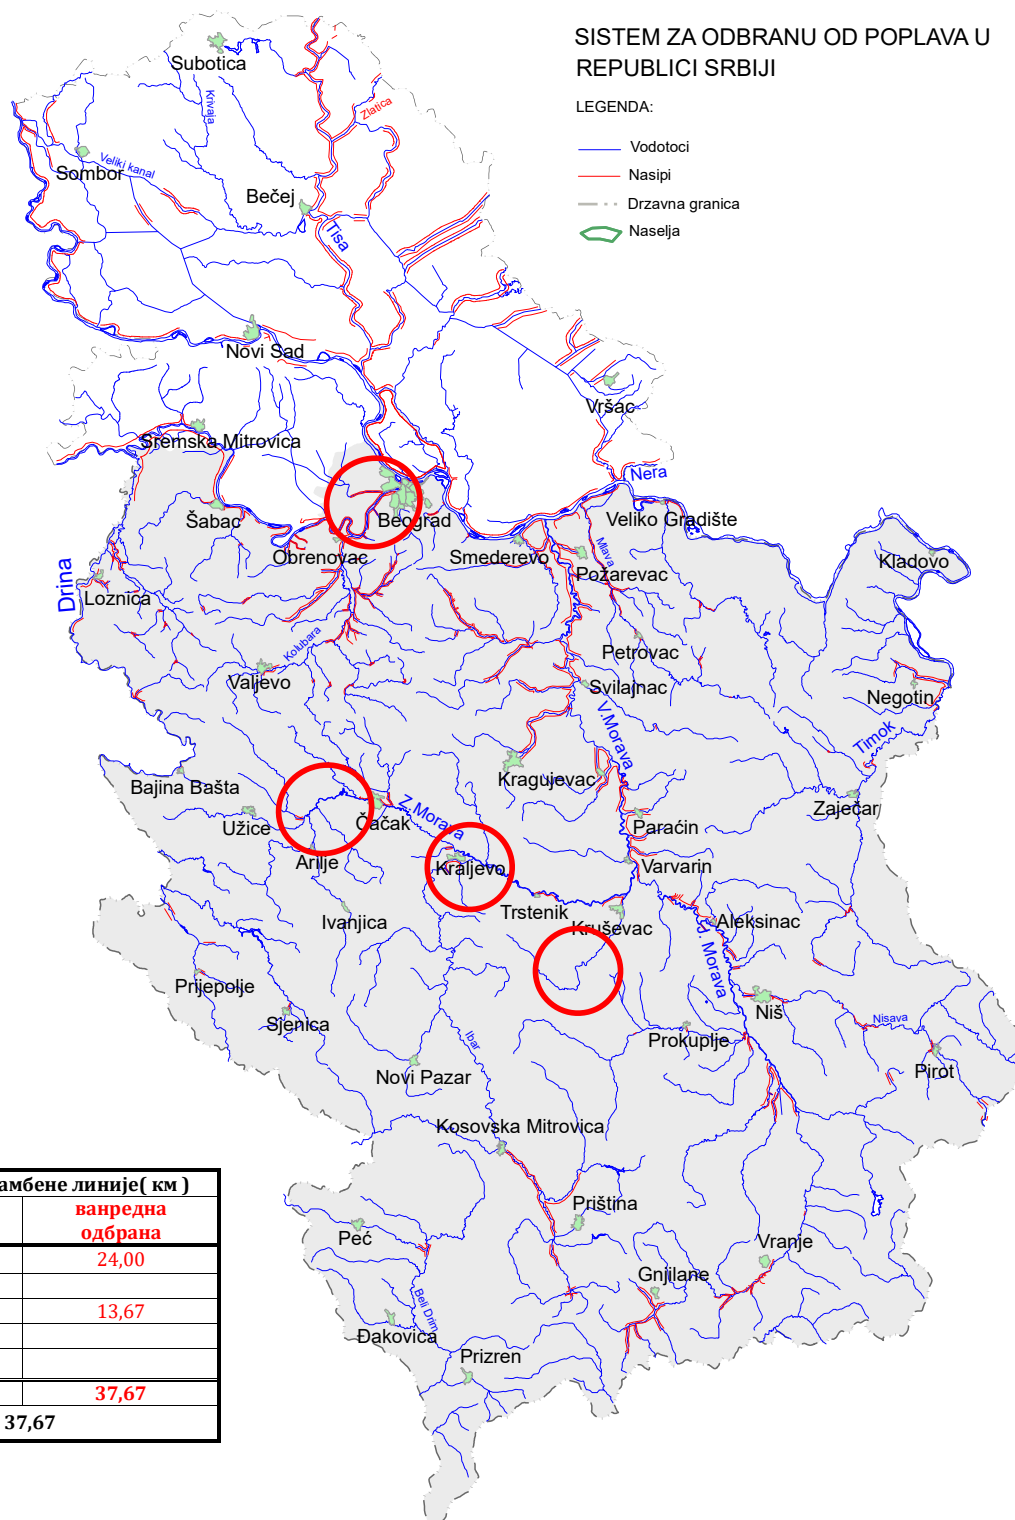 SISTEM ZA ODBRANU OD POPLAVA U
REPUBLICI SRBIJI
LEGENDA:
Vodotoci
Nasipi
Drzavna granica
Naselja
Subotica
Krivaja
Zlatica
Sombor
Veliki kanal
Bečej
Tisa
Novi Sad
Vršac
Sremska Mitrovica
Nera
Šabac
Beograd
Veliko Gradište
Obrenovac
Smederevo
Mlava
Požarevac
Kladovo
Drina
Loznica
Kolubara
Petrovac
Valjevo
Svilajnac
Negotin
V.Morava
Timok
Bajina Bašta
Kragujevac
Zaječar
Užice
Čačak
Z.Morava
Paraćin
Arilje
Kraljevo
Varvarin
Ivanjica
Trstenik
Kruševac
Aleksinac
J. Morava
Prijepolje
Niš
Sjenica
Nisava
Ibar
Prokuplje
Pirot
Novi Pazar
Kosovska Mitrovica
Priština
Peć
Vranje
Gnjilane
Beli Drim
Đakovica
Prizren
амбене линије( км )
ванредна
одбрана
24,00
13,67
37,67
37,67